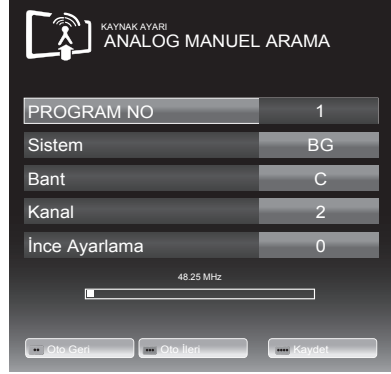 KAYNAK AYARI
ANALOG MANUEL ARAMA
PROGRAM NO 1
Sistem BG
Bant C
Kanal 2
İnce Ayarlama 0
48.25 MHz
Oto Geri Oto İleri Kaydet